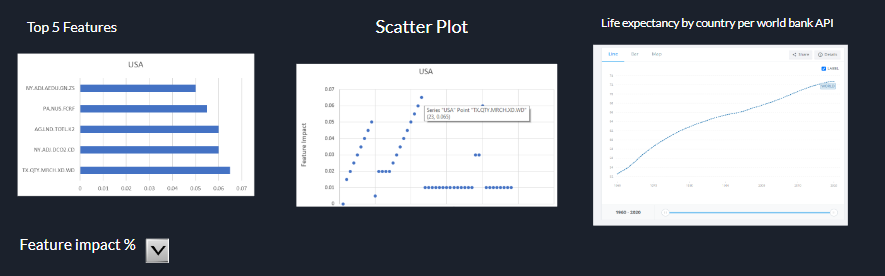 Top 5 Features
Scatter Plot
Life expectancy by country per world bank API
USA
NY.ADJ.AEDU.GN.ZS
PA.NUS.FCRF
AG.LND.TOTL.K2
NY.ADJ.DCO2.CD
TX.QTY.MRCH.XD.WD
0 0.01 0.02 0.03 0.04 0.05 0.06 0.07
USA
Feature Impact
0.07
0.06
0.05
0.04
0.03
0.02
0.01
0
Series "USA" Point "TX.QTY.MRCH.XD.WD"
(23, 0.065)
Line Bar Map
Share Details
LABEL
WORLD
1960 - 2020
Feature impact %